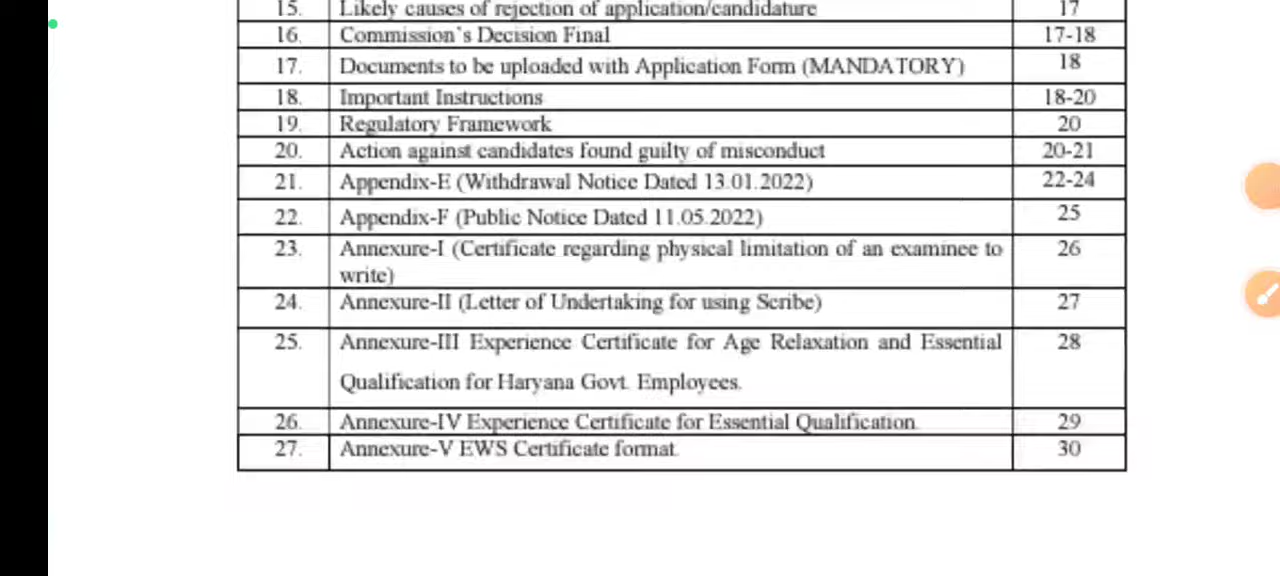 15. Likely causes of rejection of application/candidature 17
16. Commission's Decision Final 17-18
17. Documents to be uploaded with Application Form (MANDATORY) 18
18. Important Instructions 18-20
19. Regulatory Framework 20
20. Action against candidates found guilty of misconduct 20-21
21. Appendix-E (Withdrawal Notice Dated 13.01.2022) 22-24
22. Appendix-F (Public Notice Dated 11.05.2022) 25
23. Annexure-I (Certificate regarding physical limitation of an examinee to 26
write)
24. Annexure-II (Letter of Undertaking for using Scribe) 27
25. Annexure-III Experience Certificate for Age Relaxation and Essential 28
Qualification for Haryana Govt. Employees.
26. Annexure-IV Experience Certificate for Essential Qualification. 29
27. Annexure-V EWS Certificate format. 30